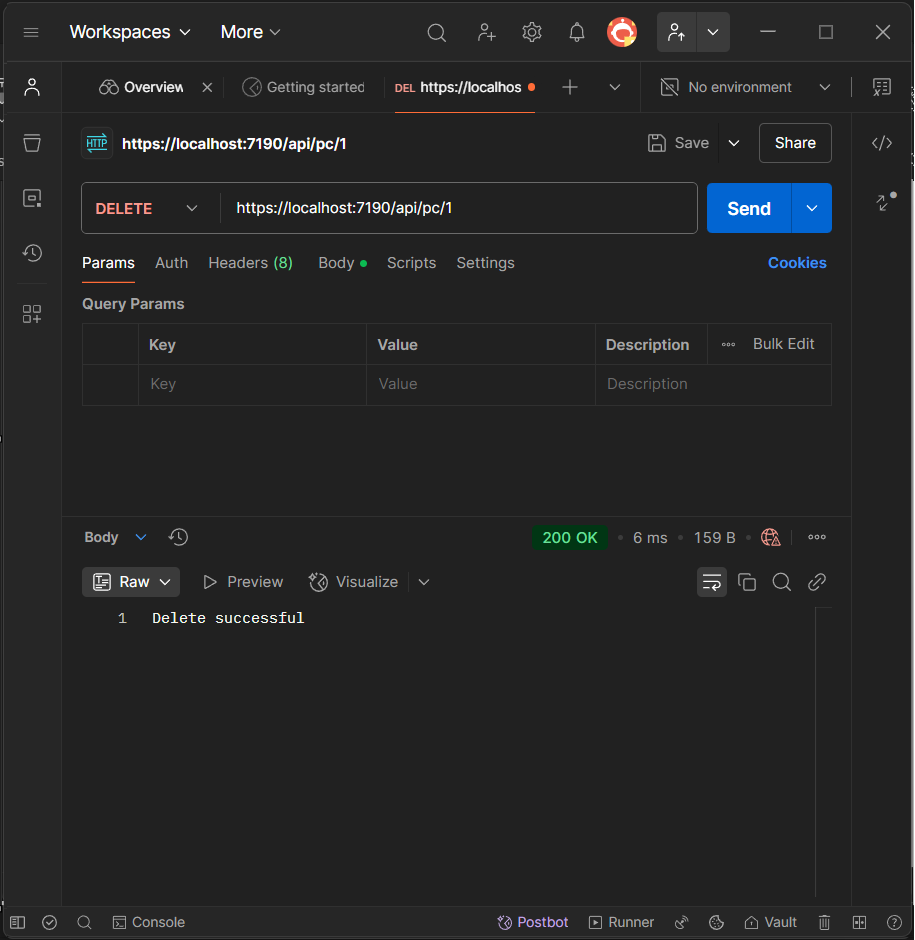 Workspaces More
Overview Getting started DEL https://localhos No environment
HTTP https://localhost:7190/api/pc/1 Save Share
DELETE https://localhost:7190/api/pc/1 Send
Params Auth Headers (8) Body Scripts Settings Cookies
Query Params
Key Value Description Bulk Edit
Key Value Description
Body 200 OK 6 ms 159 B
Raw Preview Visualize
1 Delete successful
Console Postbot Runner Vault